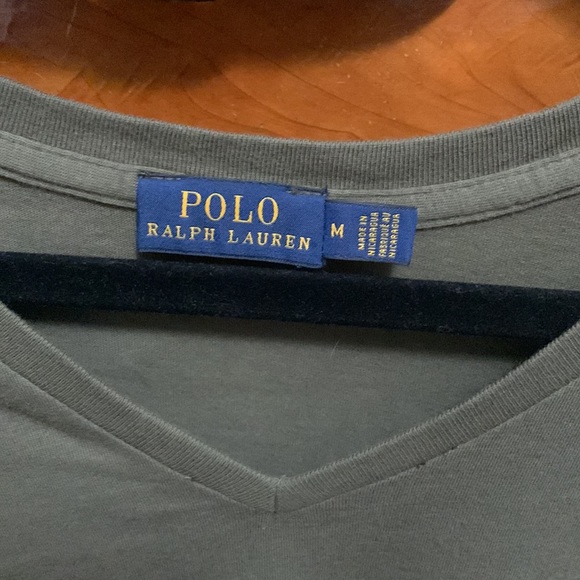 POLO
RALPH LAUREN
M
MADE IN
NICARAGUA
FABRIQUÉ AU
NICARAGUA